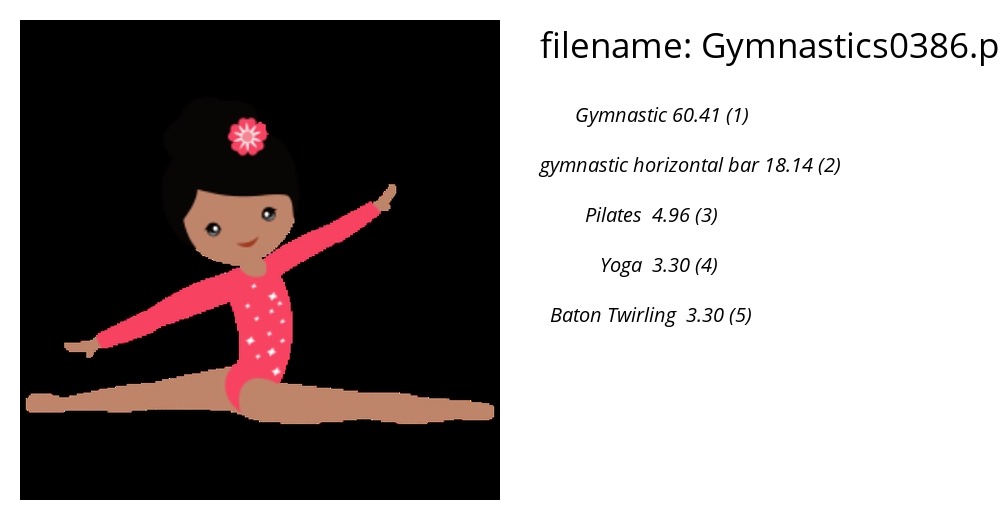 filename: Gymnastics0386.p
Gymnastic 60.41 (1)
gymnastic horizontal bar 18.14 (2)
Pilates 4.96 (3)
Yoga 3.30 (4)
Baton Twirling 3.30 (5)